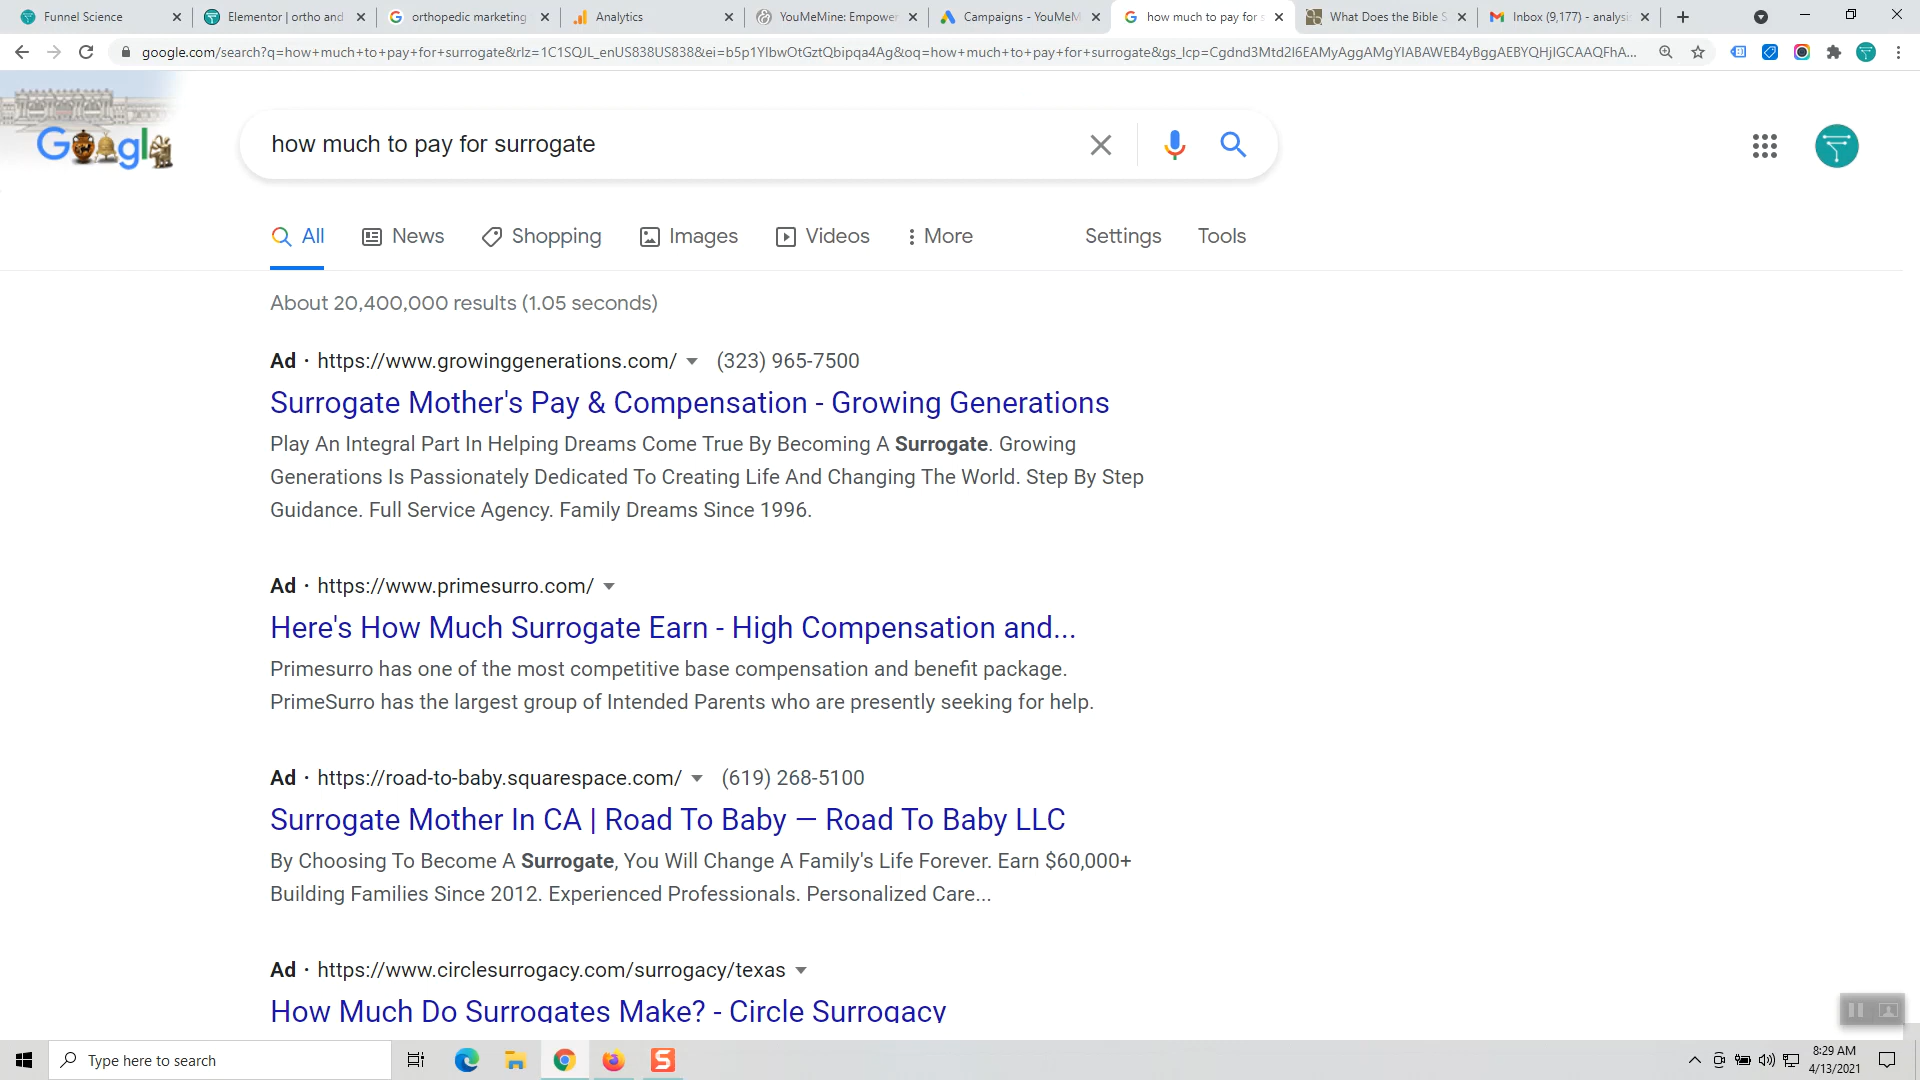 Funnel Science
Elementor | ortho and
orthopedic marketing
Analytics
YouMeMine: Empower
Campaigns - YouMeM
how much to pay for s
What Does the Bible S
Inbox (9,177) - analysi
google.com/search?q=how+much+to+pay+for+surrogate&rlz=1C1SQJL_enUS838US838&ei=b5p1YIbwOtGztQbipqa4Ag&oq=how+much+to+pay+for+surrogate&gs_lcp=Cgdnd3Mtd2l6EAMyAggAMgYIABAWEB4yBggAEBYQHjIGCAAQFhA...
Googl
how much to pay for surrogate
All
News
Shopping
Images
Videos
More
Settings
Tools
About 20,400,000 results (1.05 seconds)
Ad · https://www.growinggenerations.com/ (323) 965-7500
Surrogate Mother's Pay & Compensation - Growing Generations
Play An Integral Part In Helping Dreams Come True By Becoming A Surrogate. Growing
Generations Is Passionately Dedicated To Creating Life And Changing The World. Step By Step
Guidance. Full Service Agency. Family Dreams Since 1996.
Ad · https://www.primesurro.com/
Here's How Much Surrogate Earn - High Compensation and...
Primesurro has one of the most competitive base compensation and benefit package.
PrimeSurro has the largest group of Intended Parents who are presently seeking for help.
Ad · https://road-to-baby.squarespace.com/ (619) 268-5100
Surrogate Mother In CA | Road To Baby — Road To Baby LLC
By Choosing To Become A Surrogate, You Will Change A Family's Life Forever. Earn $60,000+
Building Families Since 2012. Experienced Professionals. Personalized Care...
Ad · https://www.circlesurrogacy.com/surrogacy/texas
How Much Do Surrogates Make? - Circle Surrogacy
Type here to search
8:29 AM
4/13/2021